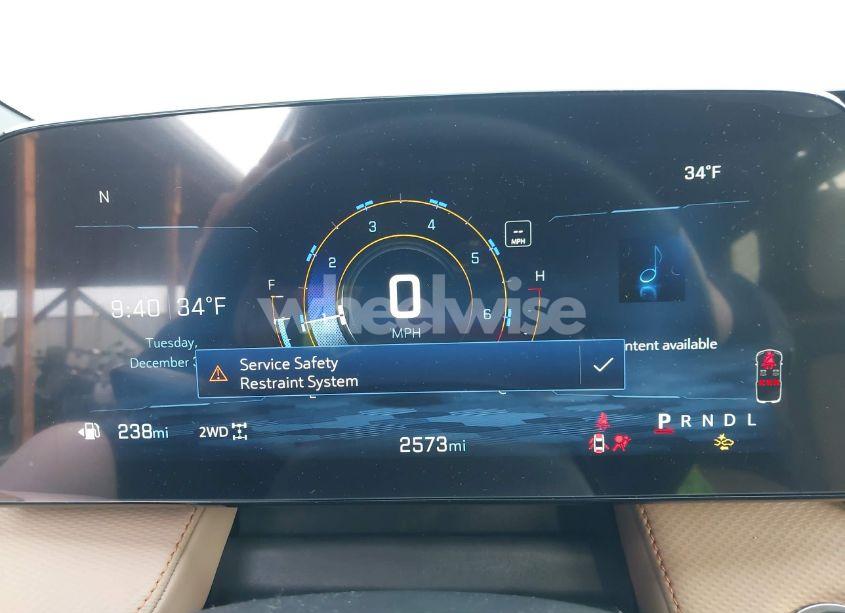 34°F
N
3 4
2 5
--
MPH
F
H
6
9:40 34°F
0
MPH
wheelwise
Tuesday,
December 3
ntent available
Service Safety
Restraint System
238mi 2WD
P R N D L
2573mi